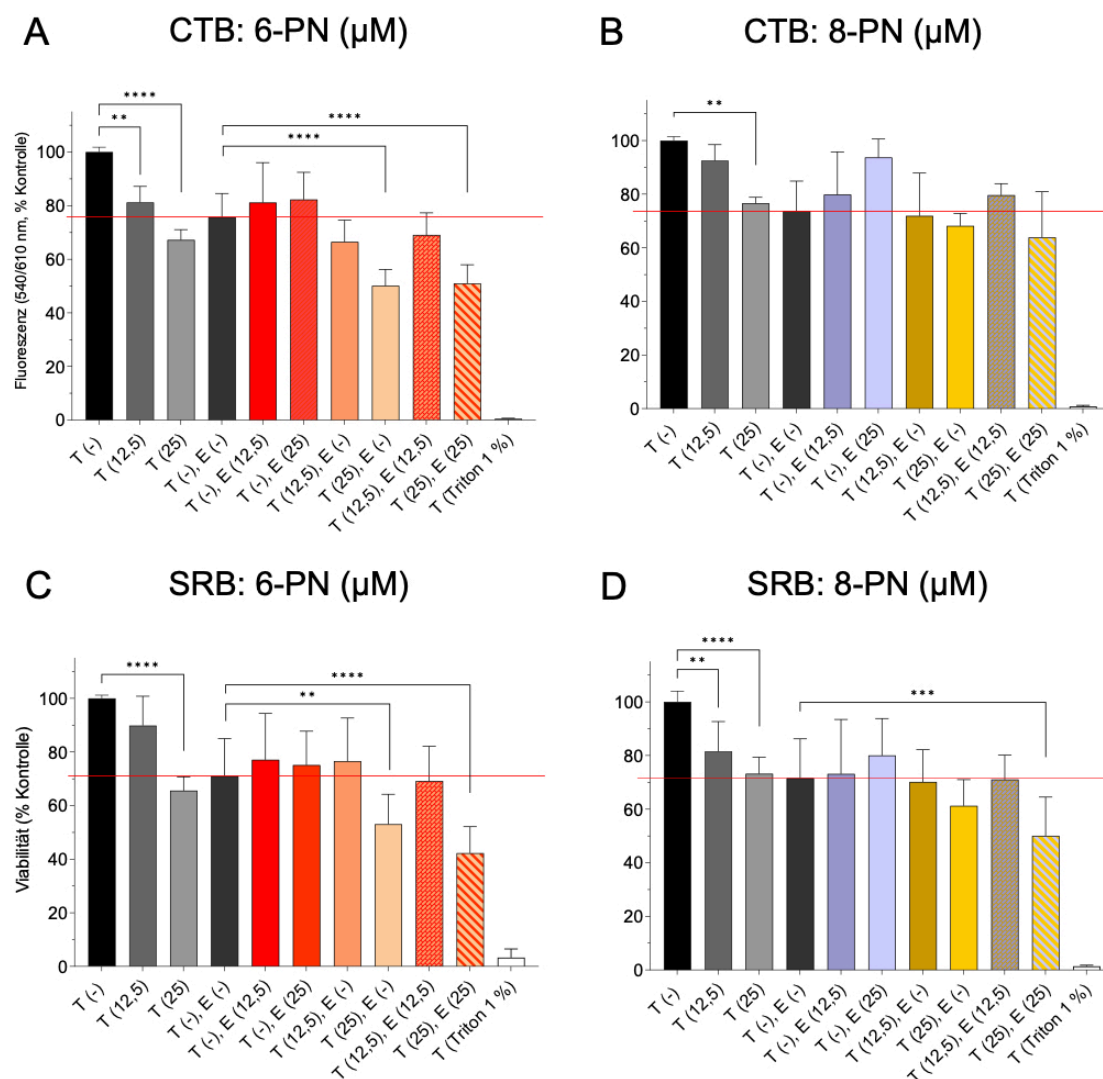 A
CTB: 6-PN (µM)
Fluoreszenz (540/610 nm, % Kontrolle)
100
80
60
40
20
0
**
****
****
****
T (-)
T (12,5)
T (25)
T (-), E (-)
T (-), E (12,5)
T (-), E (25)
T (12,5), E (-)
T (25), E (-)
T (12,5), E (12,5)
T (25), E (25)
T (Triton 1 %)
B
CTB: 8-PN (µM)
100
80
60
40
20
0
**
T (-)
T (12,5)
T (25)
T (-), E (-)
T (-), E (12,5)
T (-), E (25)
T (12,5), E (-)
T (25), E (-)
T (12,5), E (12,5)
T (25), E (25)
T (Triton 1 %)
C
SRB: 6-PN (µM)
Viabilität (% Kontrolle)
100
80
60
40
20
0
****
****
**
T (-)
T (12,5)
T (25)
T (-), E (-)
T (-), E (12,5)
T (-), E (25)
T (12,5), E (-)
T (25), E (-)
T (12,5), E (12,5)
T (25), E (25)
T (Triton 1 %)
D
SRB: 8-PN (µM)
100
80
60
40
20
0
****
**
***
T (-)
T (12,5)
T (25)
T (-), E (-)
T (-), E (12,5)
T (-), E (25)
T (12,5), E (-)
T (25), E (-)
T (12,5), E (12,5)
T (25), E (25)
T (Triton 1 %)